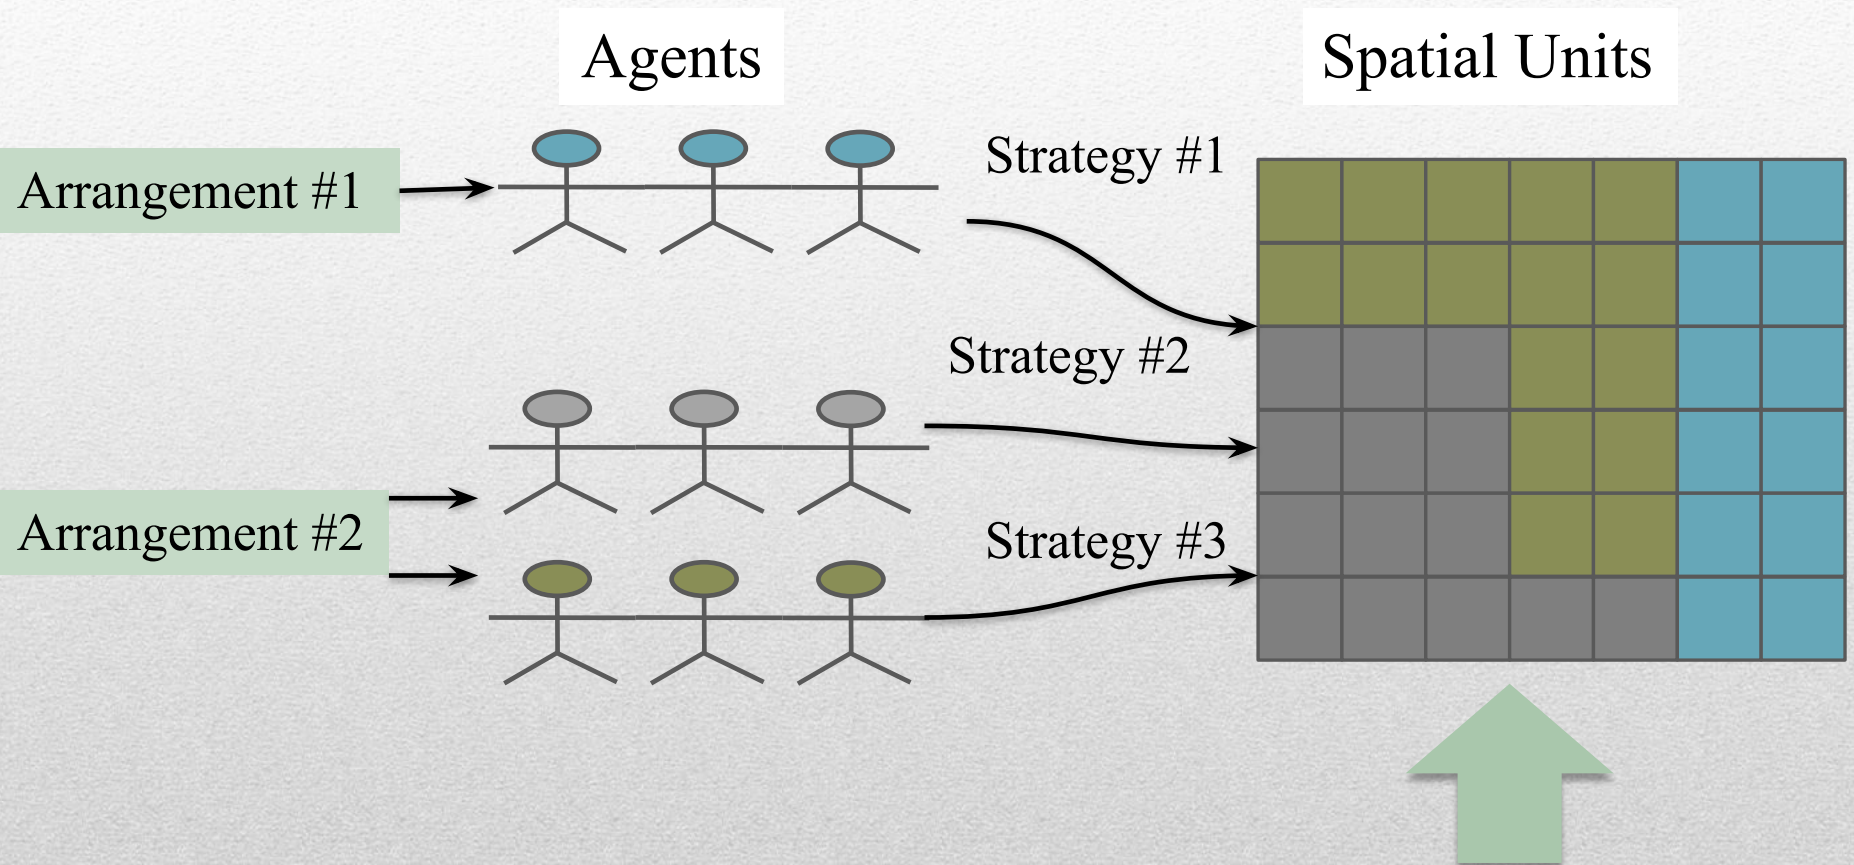 Agents
Spatial Units
Arrangement #1
Strategy #1
Strategy #2
Arrangement #2
Strategy #3